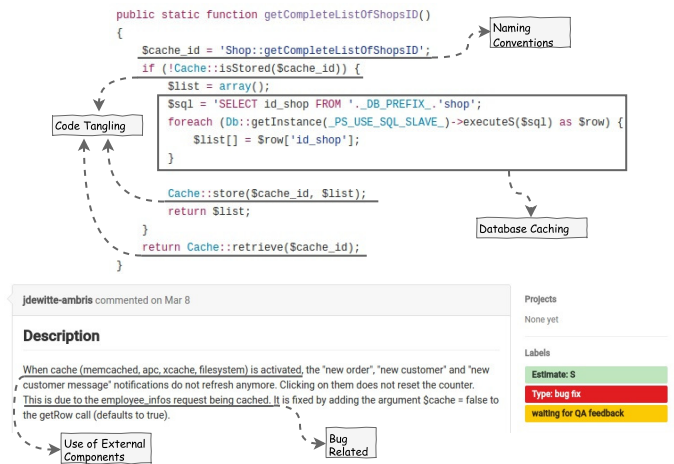 public static function getCompleteListOfShopsID()
{
$cache_id = 'Shop::getCompleteListOfShopsID';
Naming
Conventions
if (!Cache::isStored($cache_id)) {
$list = array();
$sql = 'SELECT id_shop FROM '._DB_PREFIX_.'shop';
foreach (Db::getInstance(_PS_USE_SQL_SLAVE_)->executeS($sql) as $row) {
Code Tangling
$list[] = $row['id_shop'];
}
Cache::store($cache_id, $list);
return $list;
}
Database Caching
return Cache::retrieve($cache_id);
}
jdewitte-ambris commented on Mar 8
Description
When cache (memcached, apc, xcache, filesystem) is activated, the "new order", "new customer" and "new
customer message" notifications do not refresh anymore. Clicking on them does not reset the counter.
This is due to the employee_infos request being cached. It is fixed by adding the argument $cache = false to
the getRow call (defaults to true).
Projects
None yet
Labels
Estimate: S
Type: bug fix
waiting for QA feedback
Use of External
Components
Bug
Related